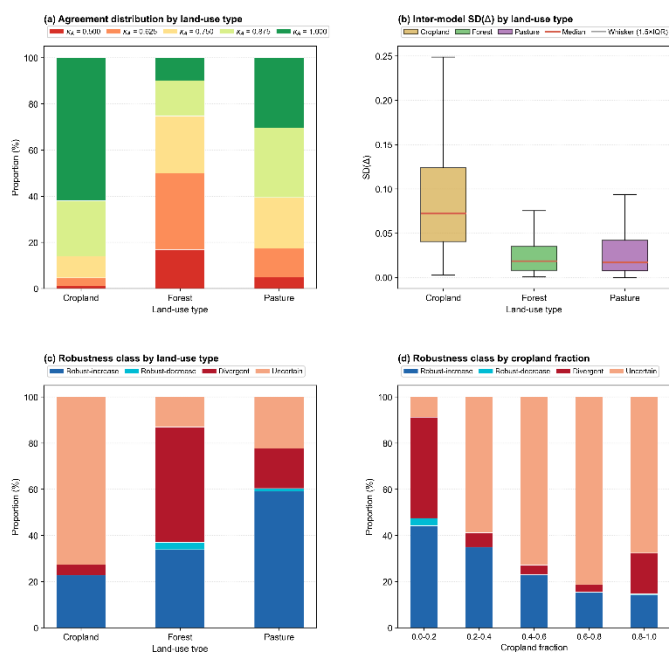 (a) Agreement distribution by land-use type
κA = 0.500 κA = 0.625 κA = 0.750 κA = 0.875 κA = 1.000
100
80
60
40
20
0
Proportion (%)
Cropland Forest Pasture
Land-use type
(b) Inter-model SD(Δ) by land-use type
Cropland Forest Pasture Median Whisker (1.5×IQR)
0.25
0.20
0.15
0.10
0.05
0.00
SD(Δ)
Cropland Forest Pasture
Land-use type
(c) Robustness class by land-use type
Robust-increase Robust-decrease Divergent Uncertain
100
80
60
40
20
0
Proportion (%)
Cropland Forest Pasture
Land-use type
(d) Robustness class by cropland fraction
Robust-increase Robust-decrease Divergent Uncertain
100
80
60
40
20
0
Proportion (%)
0.0–0.2 0.2–0.4 0.4–0.6 0.6–0.8 0.8–1.0
Cropland fraction